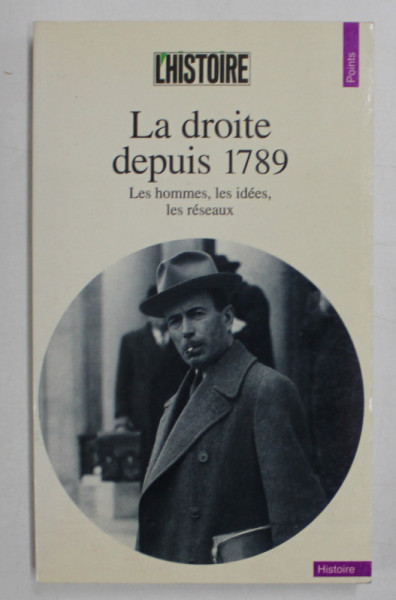 L'HISTOIRE
Points
La droite
depuis 1789
Les hommes, les idées,
les réseaux
Histoire